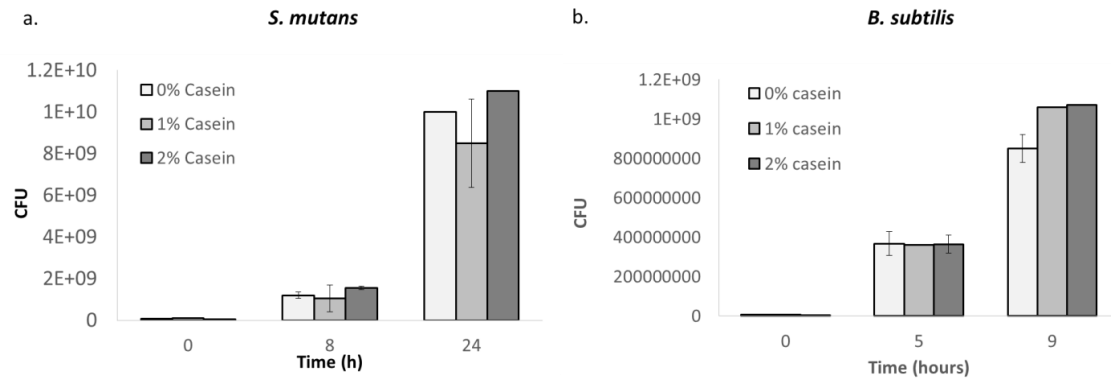 a.
S. mutans
1.2E+10
1E+10
8E+09
6E+09
4E+09
2E+09
0
CFU
0% Casein
1% Casein
2% Casein
0 8 24
Time (h)
b.
B. subtilis
1.2E+09
1E+09
800000000
600000000
400000000
200000000
0
CFU
0% casein
1% casein
2% casein
0 5 9
Time (hours)